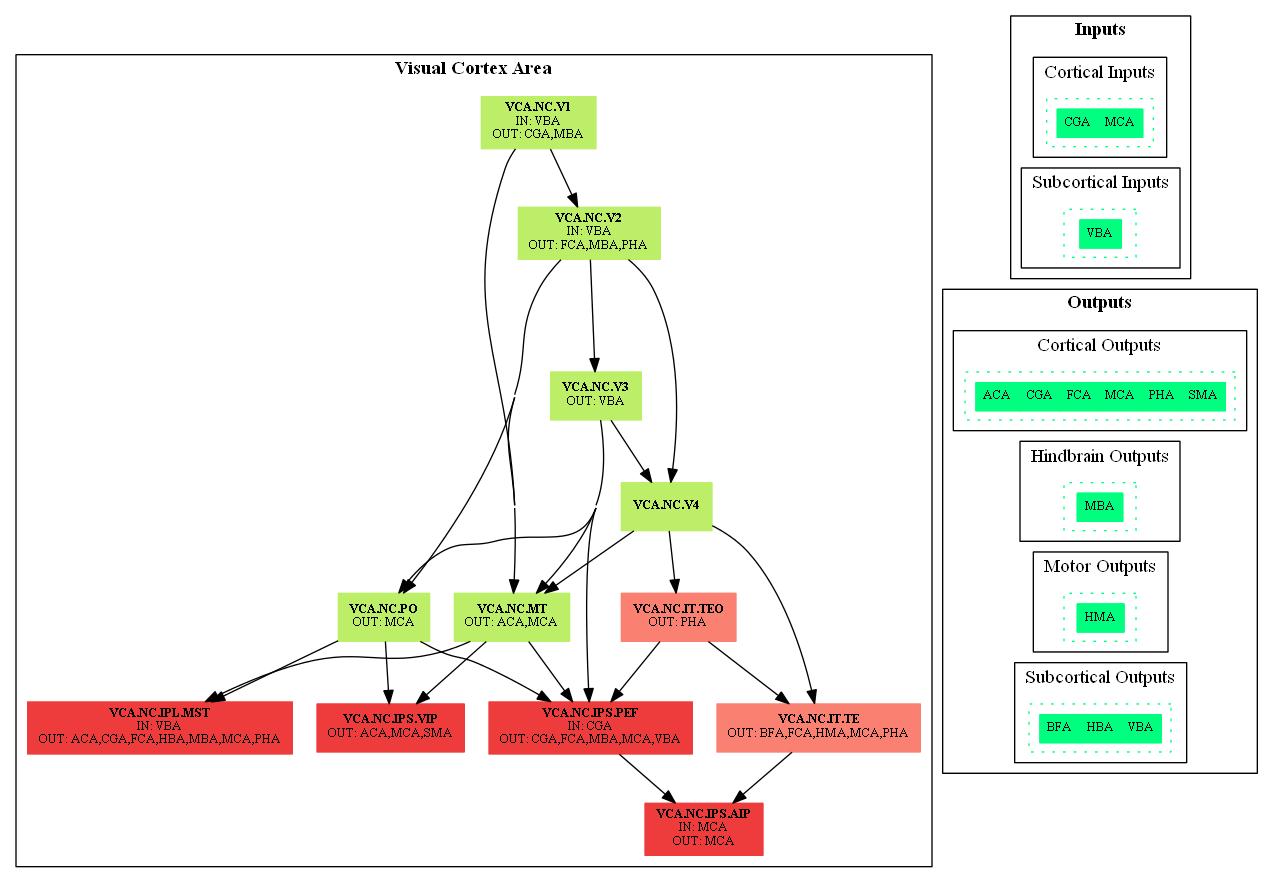 Visual Cortex Area
VCA.NC.V1
IN: VBA
OUT: CGA,MBA
VCA.NC.V2
IN: VBA
OUT: FCA,MBA,PHA
VCA.NC.V3
OUT: VBA
VCA.NC.V4
VCA.NC.PO
OUT: MCA
VCA.NC.MT
OUT: ACA,MCA
VCA.NC.IT.TEO
OUT: PHA
VCA.NC.IPL.MST
IN: VBA
OUT: ACA,CGA,FCA,HBA,MBA,MCA,PHA
VCA.NC.IPS.VIP
OUT: ACA,MCA,SMA
VCA.NC.IPS.PEF
IN: CGA
OUT: CGA,FCA,MBA,MCA,VBA
VCA.NC.IT.TE
OUT: BFA,FCA,HMA,MCA,PHA
VCA.NC.IPS.AIP
IN: MCA
OUT: MCA
Inputs
Cortical Inputs
CGA MCA
Subcortical Inputs
VBA
Outputs
Cortical Outputs
ACA CGA FCA MCA PHA SMA
Hindbrain Outputs
MBA
Motor Outputs
HMA
Subcortical Outputs
BFA HBA VBA